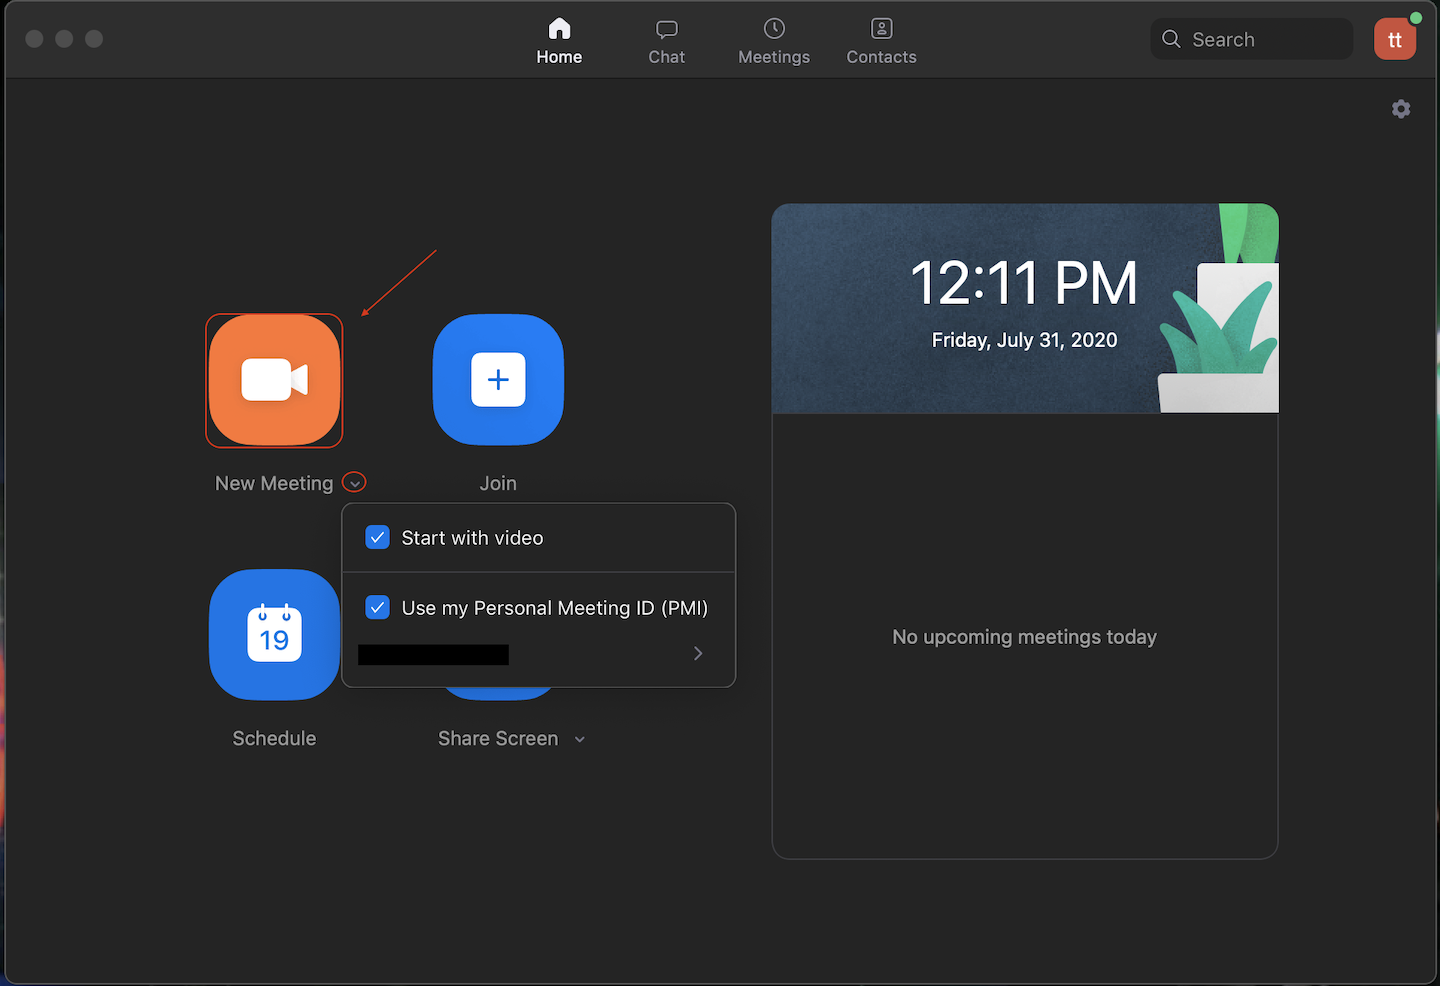 Home
Chat
Meetings
Contacts
Search
tt
12:11 PM
Friday, July 31, 2020
New Meeting
Join
Start with video
Use my Personal Meeting ID (PMI)
19
No upcoming meetings today
Schedule
Share Screen